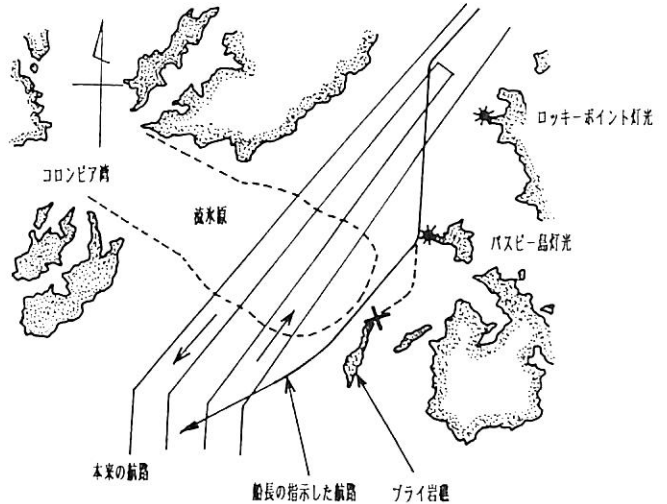 ロッキーポイント灯光
コロンビア湾
流氷原
バスビー島灯光
本来の航路
船長の指示した航路
ブライ岩礁